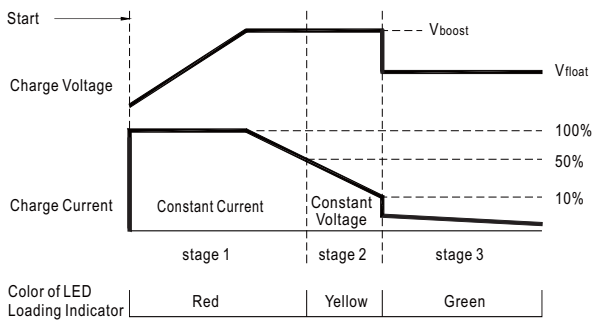 Start
Vboost
Charge Voltage
Vfloat
100%
50%
10%
Charge Current
Constant Current
Constant
Voltage
stage 1
stage 2
stage 3
Color of LED
Loading Indicator
Red
Yellow
Green